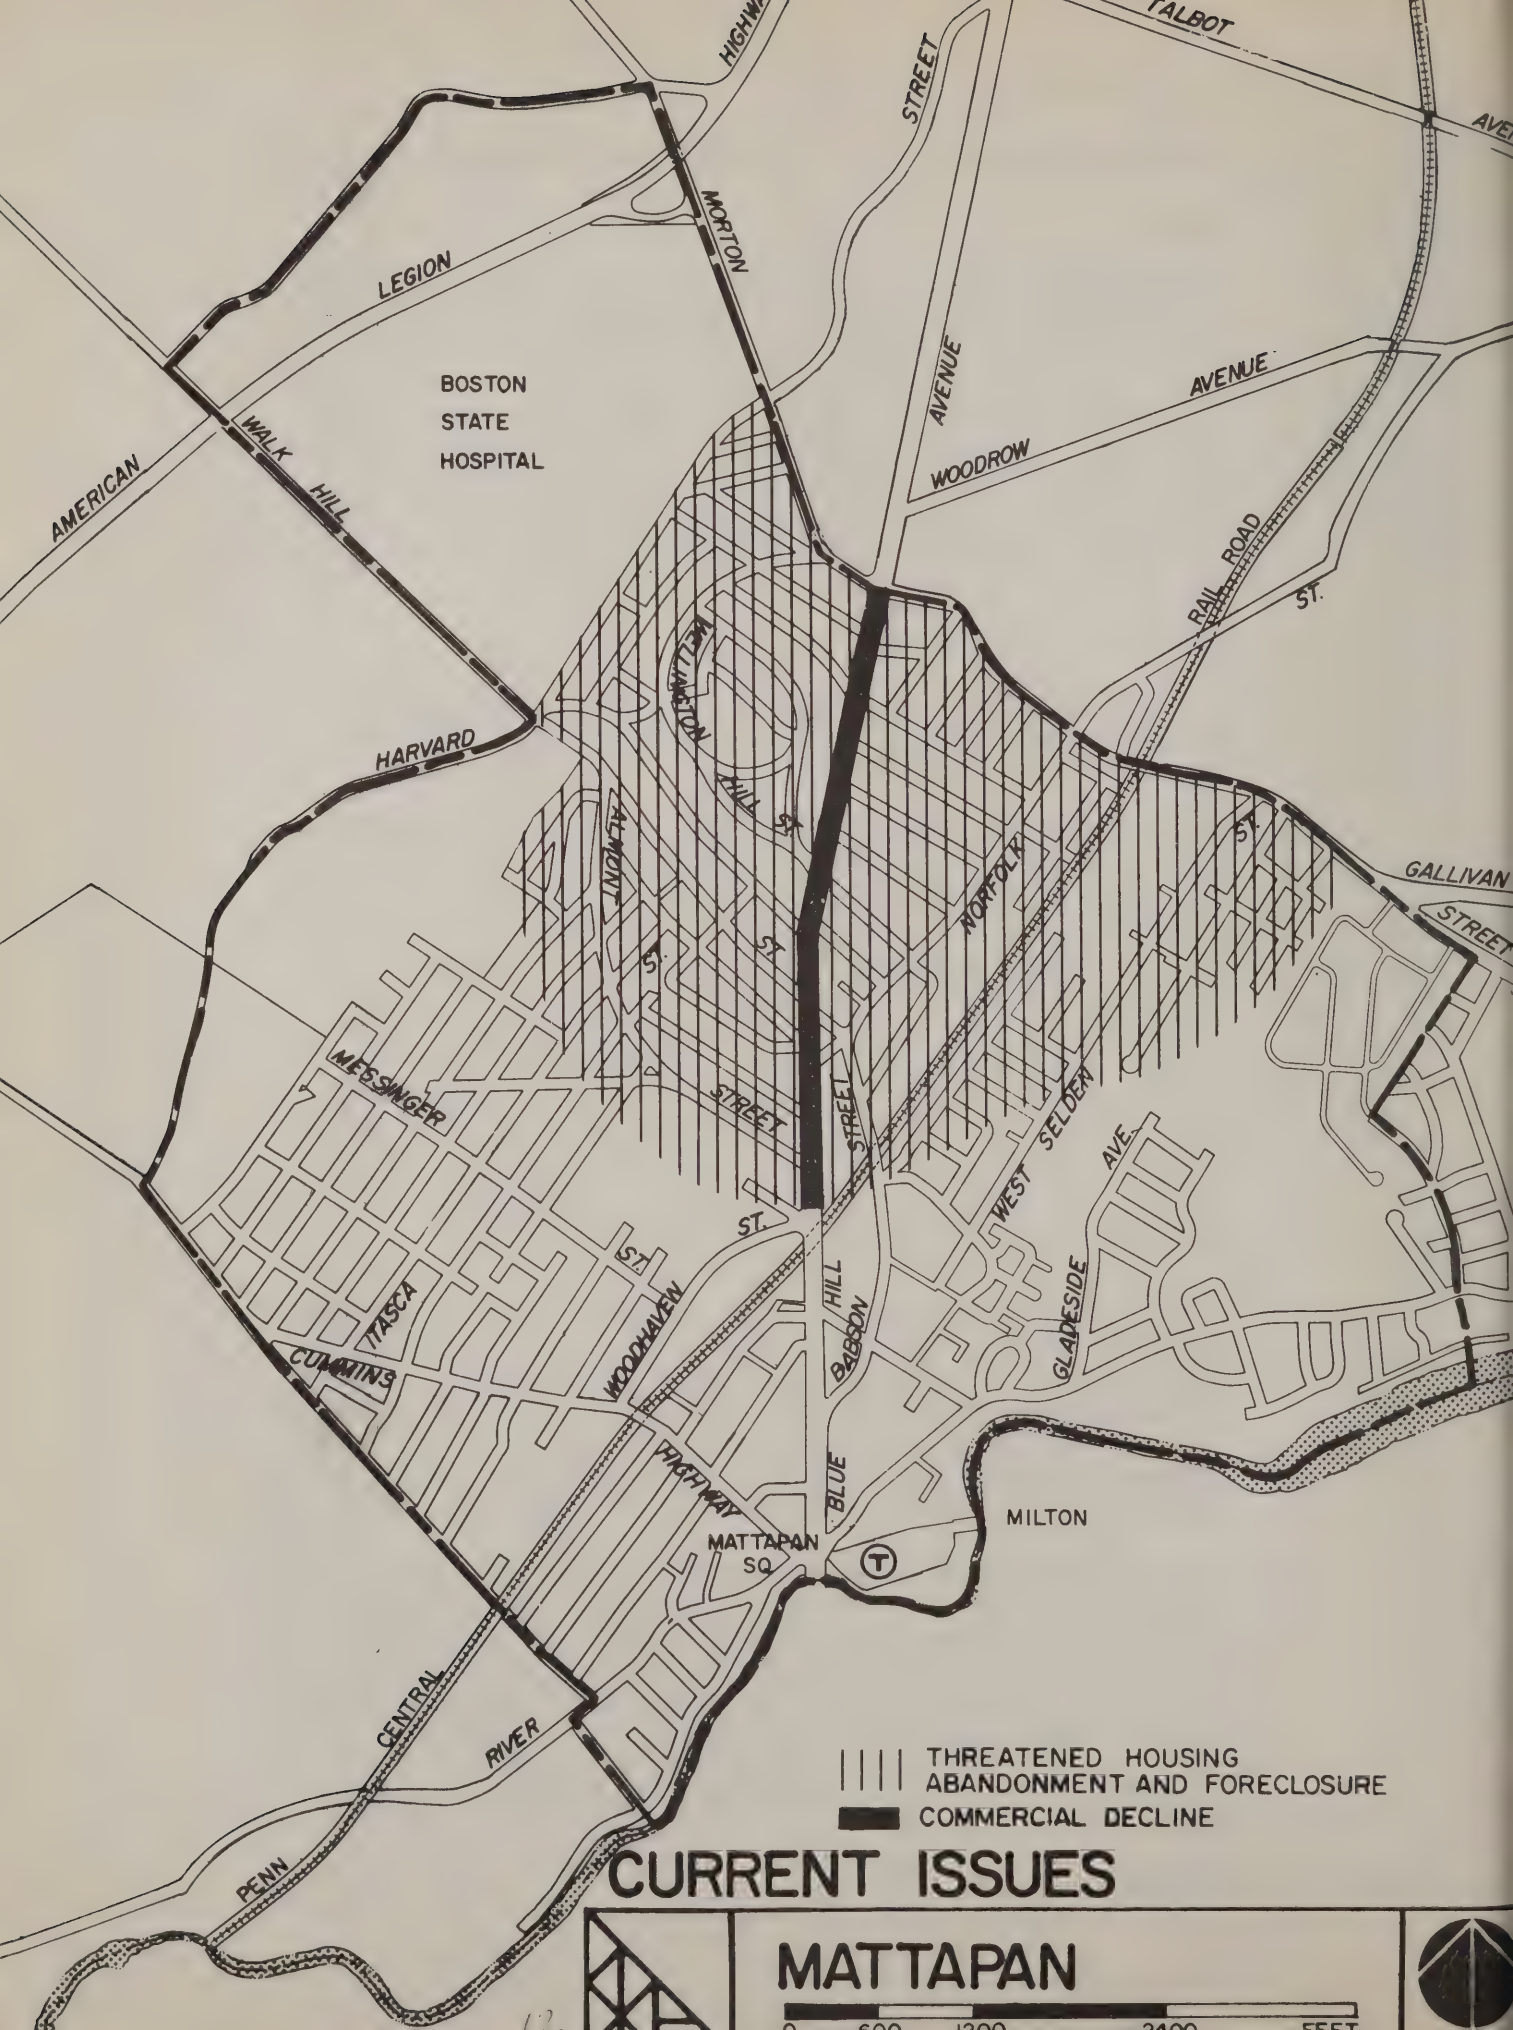 HIGHWA
TALBOT
AVEN
STREET
MORTON
LEGION
AVENUE
AVENUE
BOSTON
STATE
HOSPITAL
WOODROW
WALK
HILL
AMERICAN
RAIL ROAD
ST.
WELLINGTON
HILL
ST.
HARVARD
ALMONT
ST.
NORFOLK
ST.
GALLIVAN
STREET
ST.
MESSINGER
STREET
STREET
WEST SELDEN
AVE.
ST.
ST.
ITASCA
CUMMINS
WOODHAVEN
HILL
BABSON
GLADESIDE
HIGHWAY
BLUE
MATTAPAN
SQ.
T
MILTON
CENTRAL
RIVER
PENN
THREATENED HOUSING
ABANDONMENT AND FORECLOSURE
COMMERCIAL DECLINE
CURRENT ISSUES
MATTAPAN
0 600 1200 2400 FEET